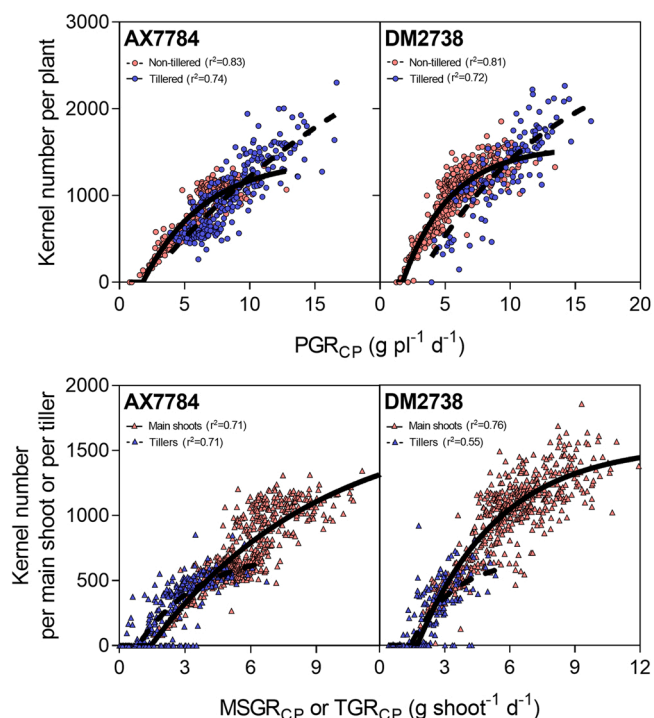 AX7784
DM2738
Non-tillered (r²=0.83)
Tillered (r²=0.74)
Non-tillered (r²=0.81)
Tillered (r²=0.72)
Kernel number per plant
3000
2000
1000
0
0 5 10 15 0 5 10 15 20
PGR_CP (g pl⁻¹ d⁻¹)
AX7784
DM2738
Main shoots (r²=0.71)
Tillers (r²=0.71)
Main shoots (r²=0.76)
Tillers (r²=0.55)
Kernel number
per main shoot or per tiller
2000
1500
1000
500
0
0 3 6 9 0 3 6 9 12
MSGR_CP or TGR_CP (g shoot⁻¹ d⁻¹)